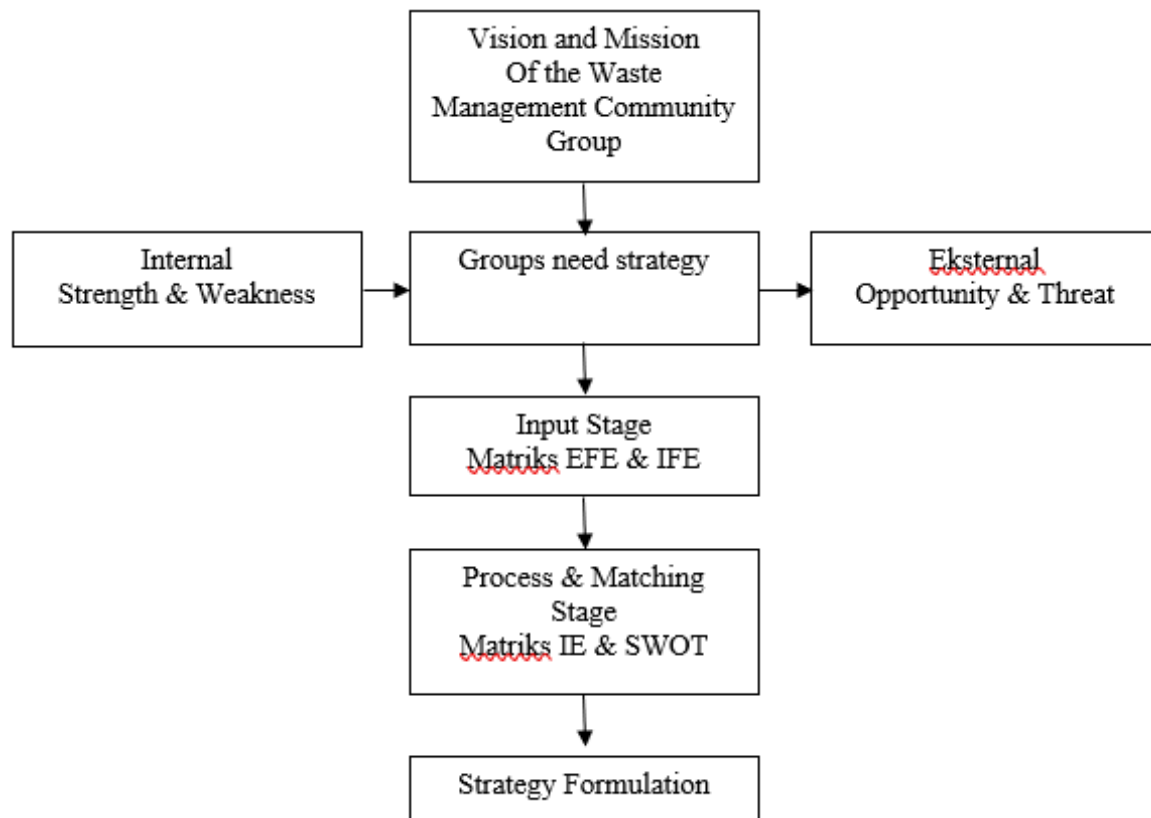 Vision and Mission
Of the Waste
Management Community
Group
Internal
Strength & Weakness
Groups need strategy
Eksternal
Opportunity & Threat
Input Stage
Matriks EFE & IFE
Process & Matching
Stage
Matriks IE & SWOT
Strategy Formulation